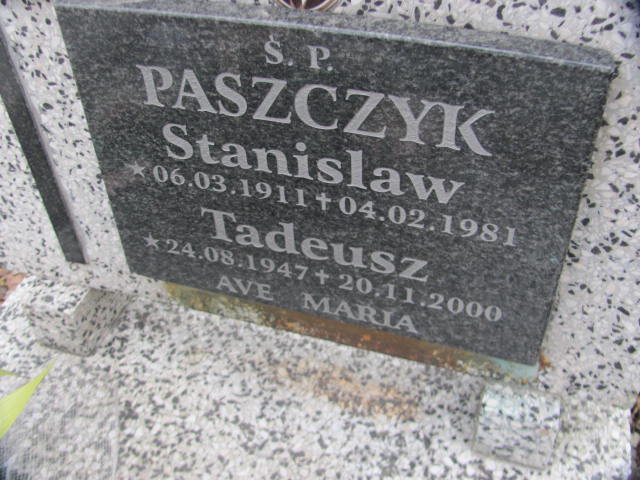 Ś. P.
PASZCZYK
Stanislaw
★06.03.1911 + 04.02.1981
Tadeusz
★24.08.1947 + 20.11.2000
AVE MARIA